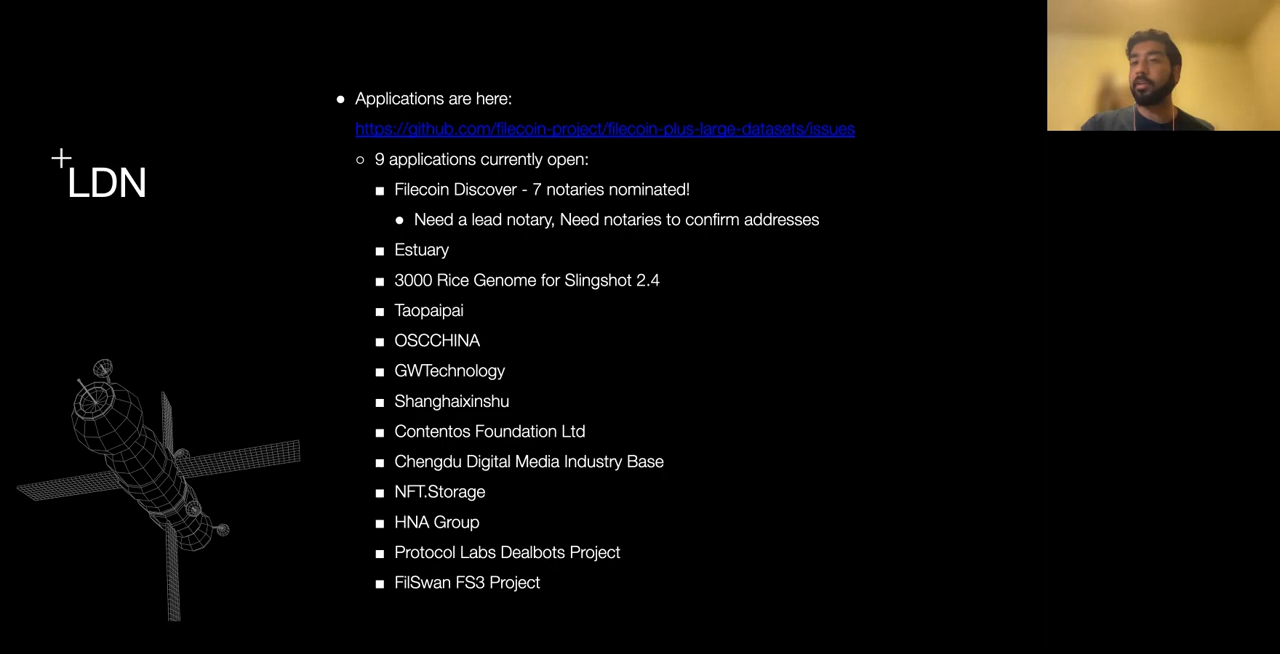 +
LDN
Applications are here:
https://github.com/filecoin-project/filecoin-plus-large-datasets/issues
9 applications currently open:
Filecoin Discover - 7 notaries nominated!
Need a lead notary, Need notaries to confirm addresses
Estuary
3000 Rice Genome for Slingshot 2.4
Taopaipai
OSCCHINA
GWTechnology
Shanghaixinshu
Contentos Foundation Ltd
Chengdu Digital Media Industry Base
NFT.Storage
HNA Group
Protocol Labs Dealbots Project
FilSwan FS3 Project